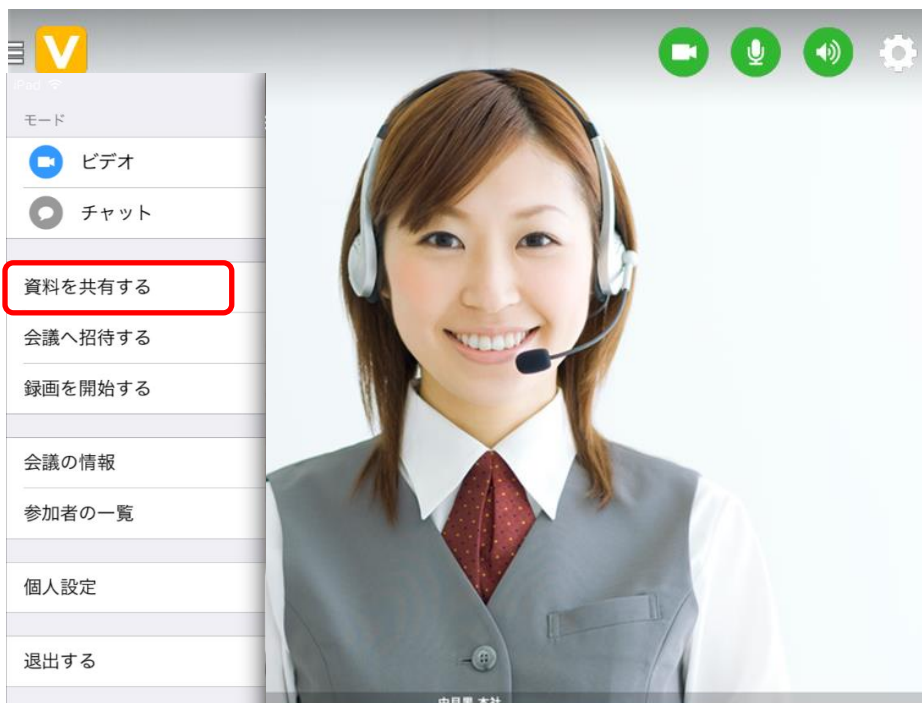 V
iPad
モード
ビデオ
チャット
資料を共有する
会議へ招待する
録画を開始する
会議の情報
参加者の一覧
個人設定
退出する